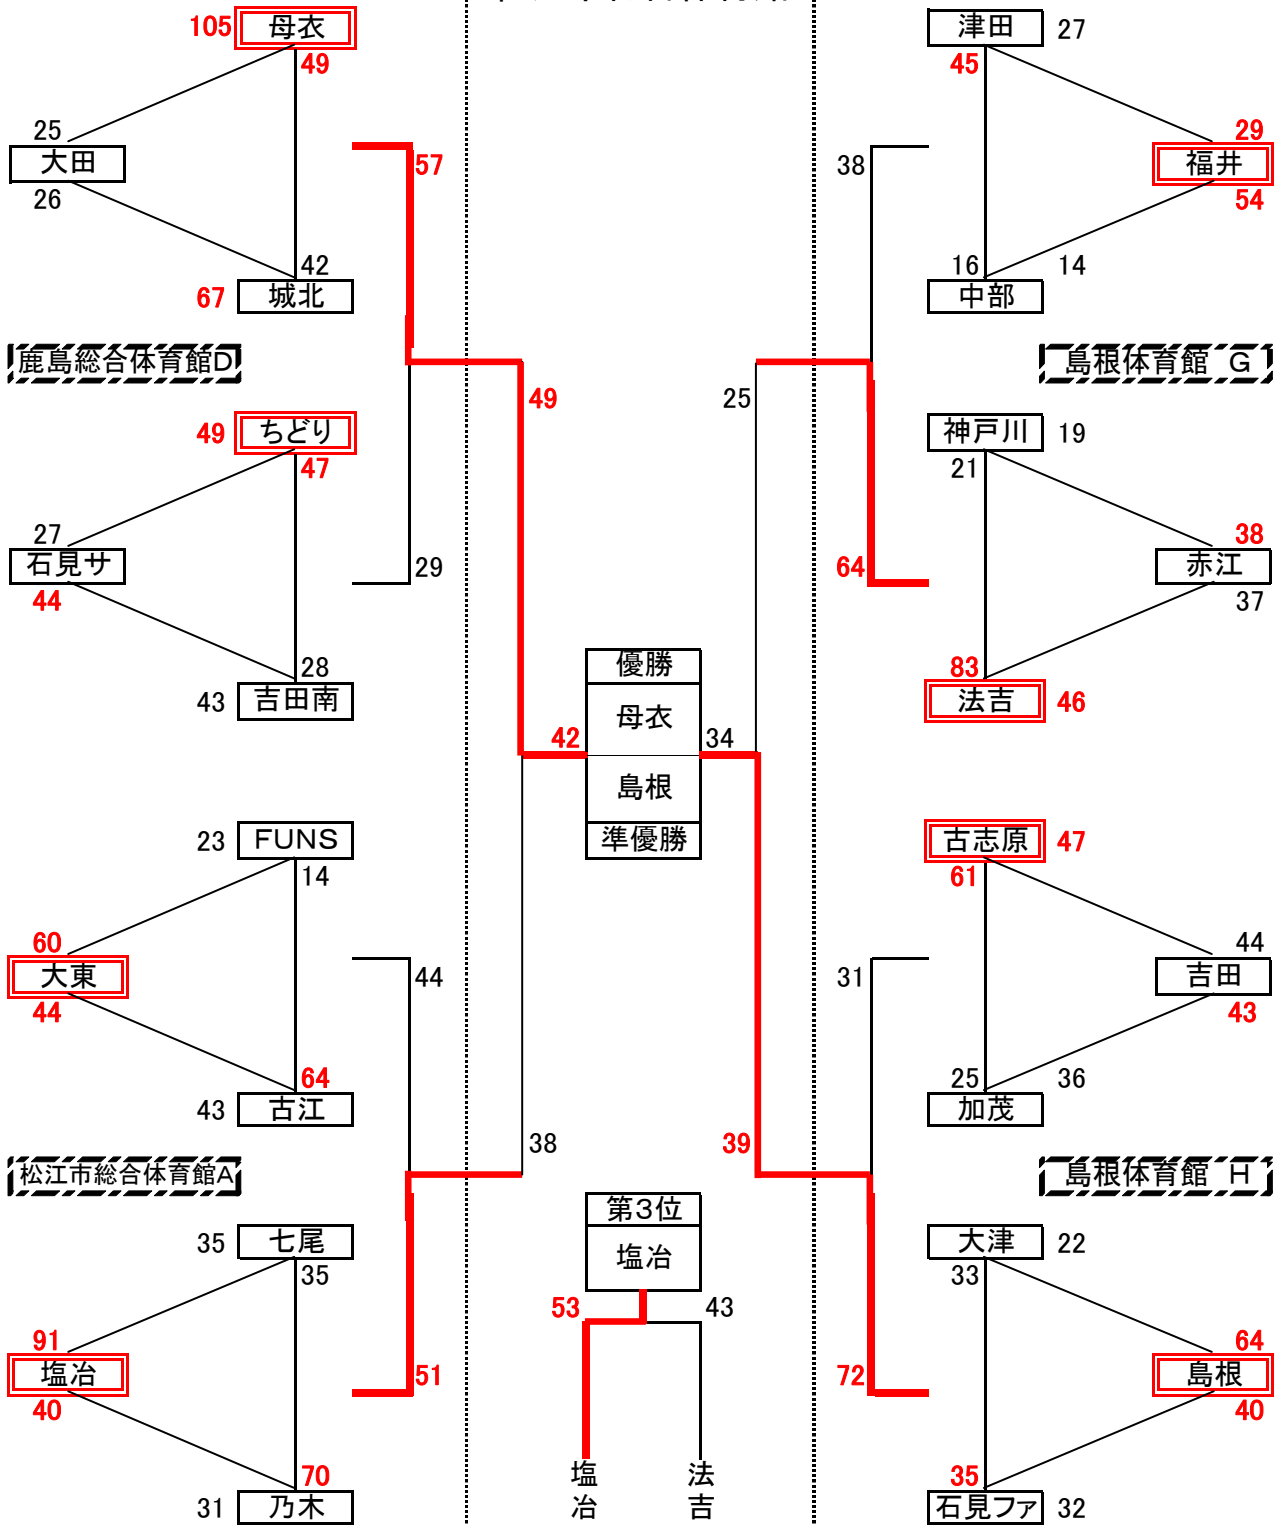 105 母衣
49
25
大田
26
42
67 城北
57
鹿島総合体育館D
49 ちどり
47
27
石見サ
44
28
43 吉田南
29
49
23 FUNS
14
60
大東
44
64
43 古江
44
松江市総合体育館A
35 七尾
35
91
塩冶
40
70
31 乃木
51
38
優勝
42 母衣 34
島根
準優勝
第3位
塩冶
53 43
塩冶
法吉
津田 27
45
29
福井
54
16 14
中部
38
島根体育館 G
25
神戸川 19
21
38
赤江
37
83
法吉 46
64
古志原 47
61
44
吉田
43
25 36
加茂
31
39
島根体育館 H
大津 22
33
64
島根
40
35
石見ファ 32
72